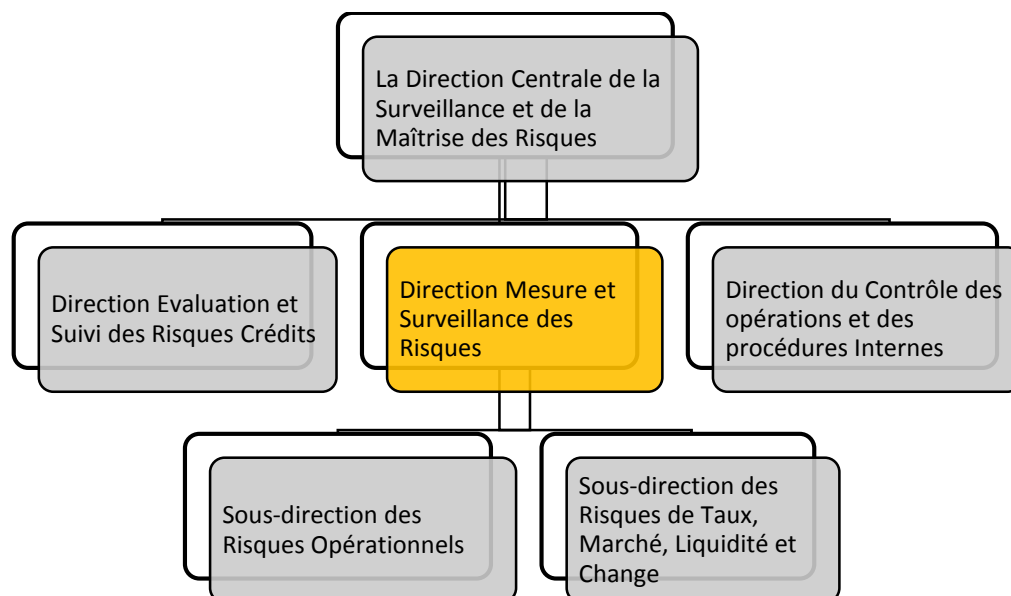 La Direction Centrale de la
Surveillance et de la
Maîtrise des Risques
Direction Evaluation et
Suivi des Risques Crédits
Direction Mesure et
Surveillance des
Risques
Direction du Contrôle des
opérations et des
procédures Internes
Sous-direction des
Risques Opérationnels
Sous-direction des
Risques de Taux,
Marché, Liquidité et
Change